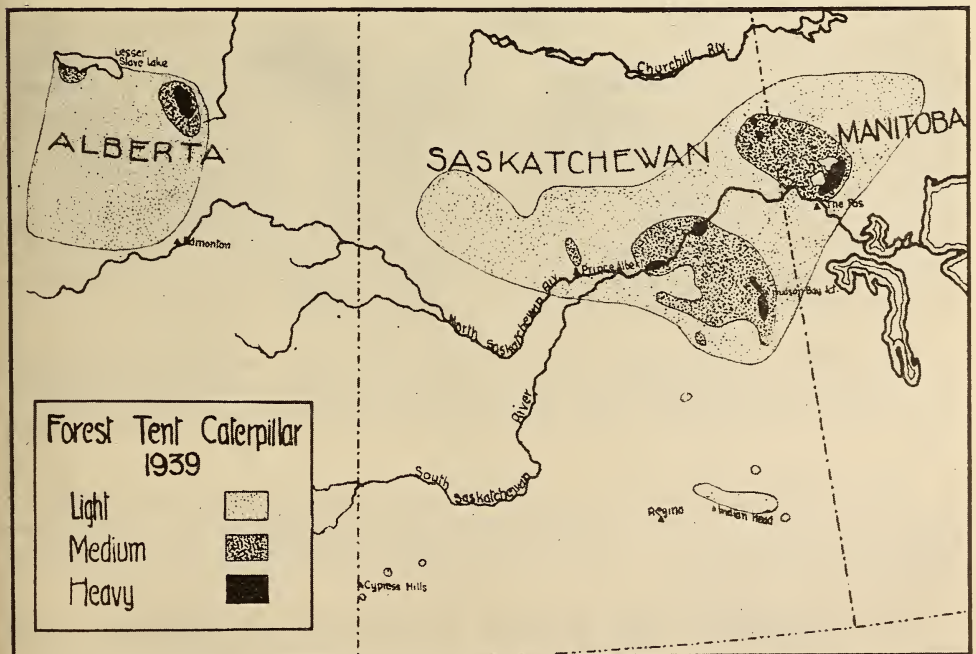 Lesser
Slave Lake
Churchill Riv.
ALBERTA
SASKATCHEWAN
MANITOBA
The Pas
Edmonton
Prince Albert
Hudson Bay Jct.
North Saskatchewan Riv.
River
South Saskatchewan
Regina
Indian Head
Cypress Hills
Forest Tent Caterpillar
1939
Light
Medium
Heavy